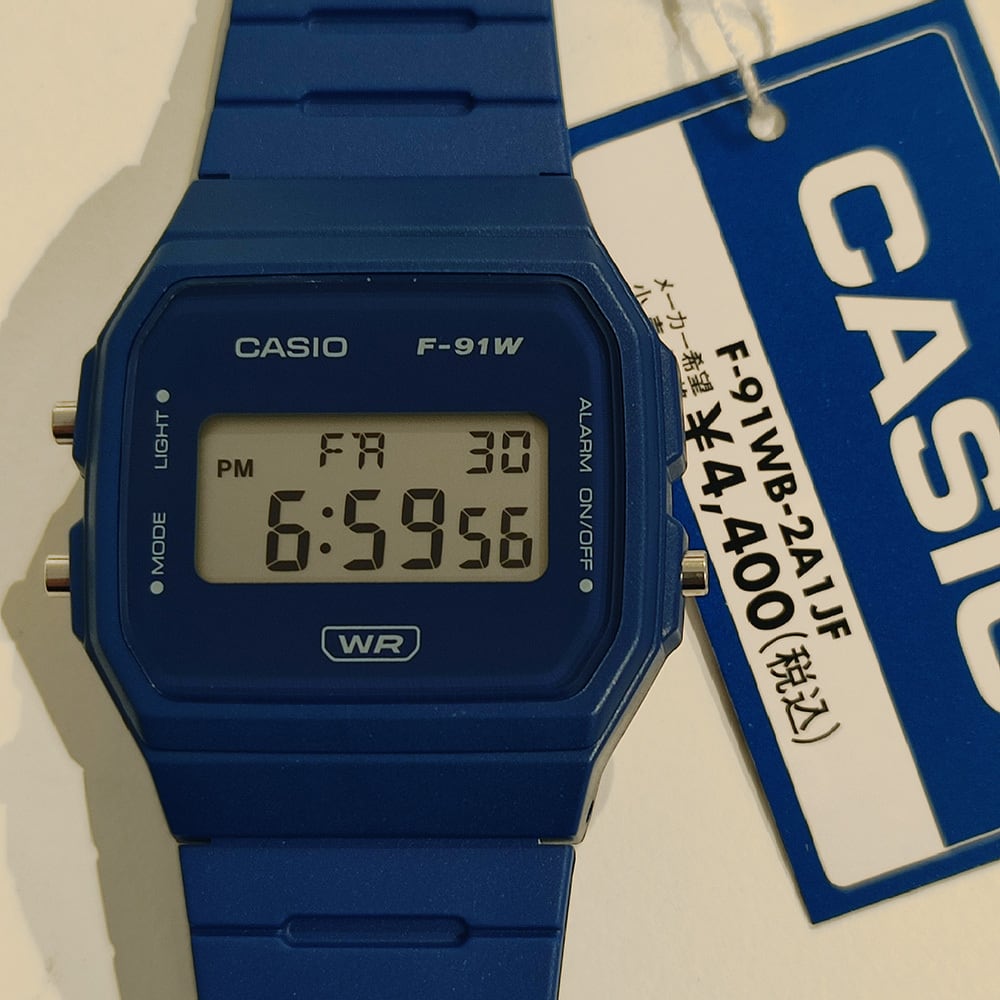 CASIO F-91W
LIGHT
ALARM ON/OFF
PM FR 30
6:59 56
MODE
WR
CASIO
メーカー希望
小
F-91WB-2A1JF
¥4,400(税込)